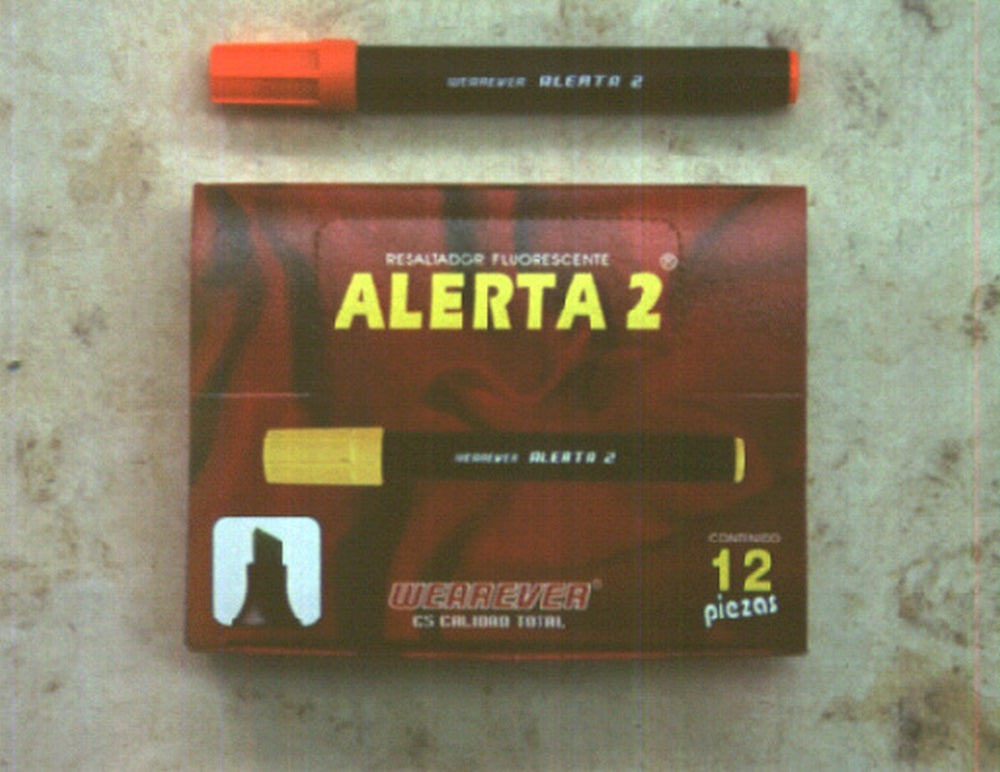 WEAREVER ALERTA 2
RESALTADOR FLUORESCENTE
ALERTA 2®
WEAREVER ALERTA 2
CONTENIDO
12
piezas
WEAREVER®
ES CALIDAD TOTAL